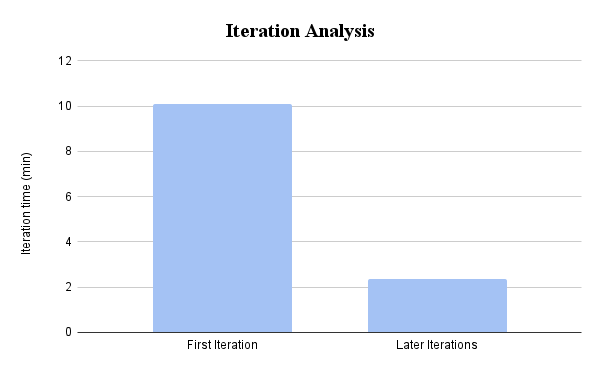 Iteration Analysis
12
10
8
6
4
2
0
Iteration time (min)
First Iteration
Later Iterations